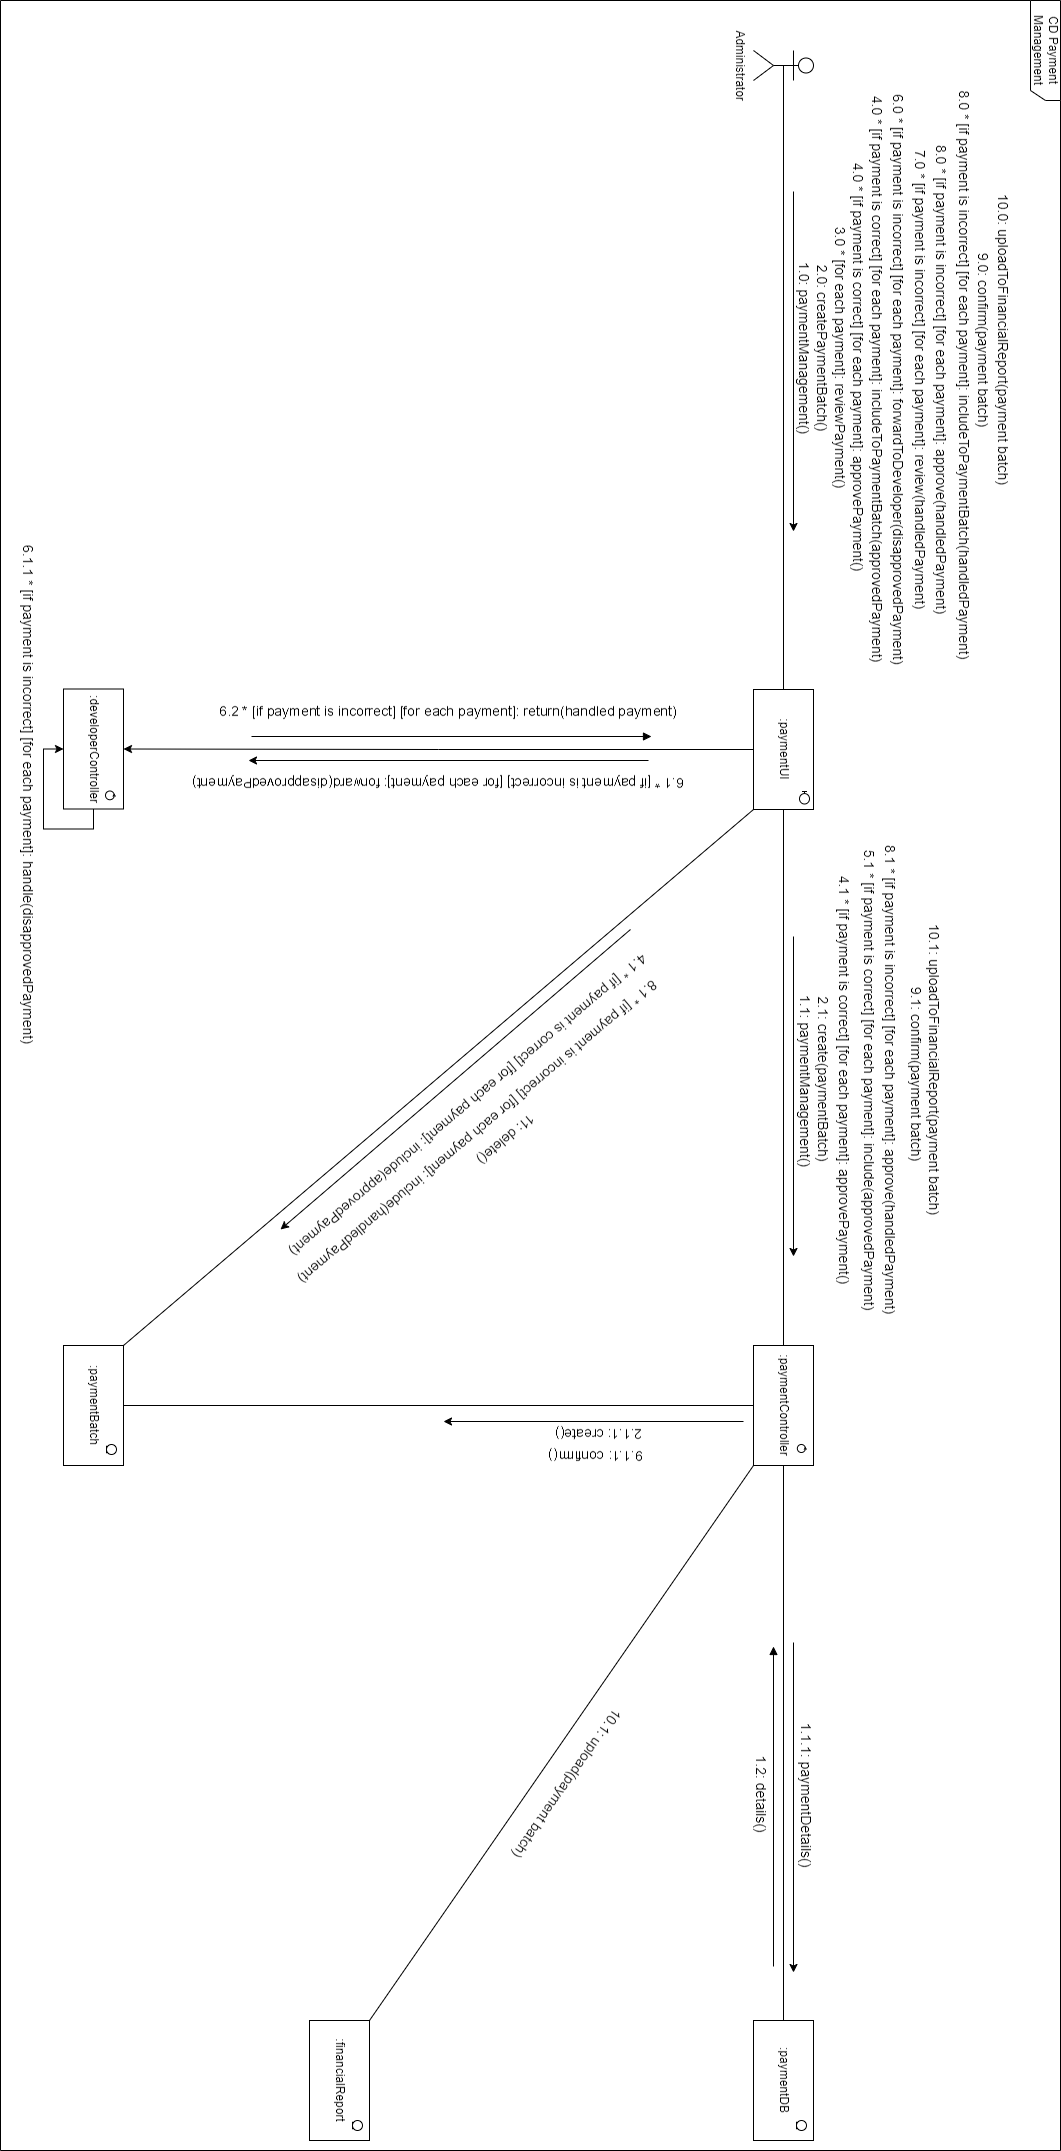 CD Payment
Management
Administrator
10.0: uploadToFinancialReport(payment batch)
9.0: confirm(payment batch)
8.0 * [if payment is incorrect] [for each payment]: includeToPaymentBatch(handledPayment)
8.0 * [if payment is incorrect] [for each payment]: approve(handledPayment)
7.0 * [if payment is incorrect] [for each payment]: review(handledPayment)
6.0 * [if payment is incorrect] [for each payment]: forwardToDeveloper(disapprovedPayment)
4.0 * [if payment is correct] [for each payment]: includeToPaymentBatch(approvedPayment)
4.0 * [if payment is correct] [for each payment]: approvePayment()
3.0 * [for each payment]: reviewPayment()
2.0: createPaymentBatch()
1.0: paymentManagement()
:paymentUI
10.1: uploadToFinancialReport(payment batch)
9.1: confirm(payment batch)
8.1 * [if payment is incorrect] [for each payment]: approve(handledPayment)
5.1 * [if payment is correct] [for each payment]: include(approvedPayment)
4.1 * [if payment is correct] [for each payment]: approvePayment()
2.1: create(paymentBatch)
1.1: paymentManagement()
:paymentController
1.1.1: paymentDetails()
1.2: details()
:paymentDB
6.2 * [if payment is incorrect] [for each payment]: return(handled payment)
6.1 * [if payment is incorrect] [for each payment]: forward(disapprovedPayment)
:developerController
6.1.1 * [if payment is incorrect] [for each payment]: handle(disapprovedPayment)
4.1 * [if payment is correct] [for each payment]: include(approvedPayment)
8.1 * [if payment is incorrect] [for each payment]: include(handledPayment)
11: delete()
2.1.1: create()
9.1.1: confirm()
:paymentBatch
10.1: upload(payment batch)
:financialReport